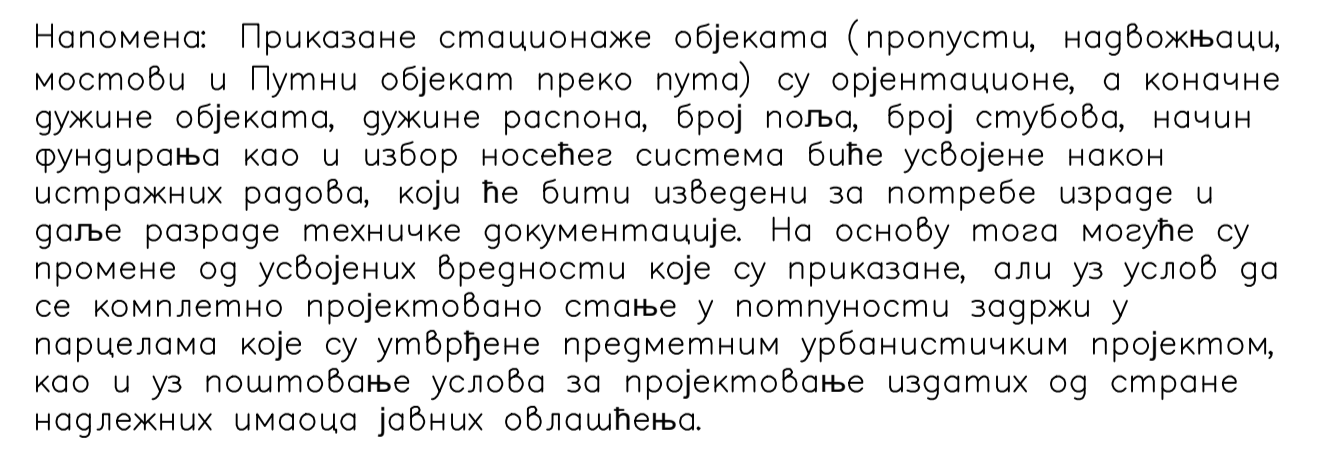 Напомена: Приказане стационаже објеката (пропусти, надвожњаци,
мостови и Путни објекат преко пута) су орјентационе, а коначне
дужине објеката, дужине распона, број поља, број стубова, начин
фундирања као и избор носећег система биће усвојене након
истражних радова, који ће бити изведени за потребе израде и
даље разраде техничке документације. На основу тога могуће су
промене од усвојених вредности које су приказане, али уз услов да
се комплетно пројектовано стање у потпуности задржи у
парцелама које су утврђене предметним урбанистичким пројектом,
као и уз поштовање услова за пројектовање издатих од стране
надлежних имаоца јавних овлашћења.